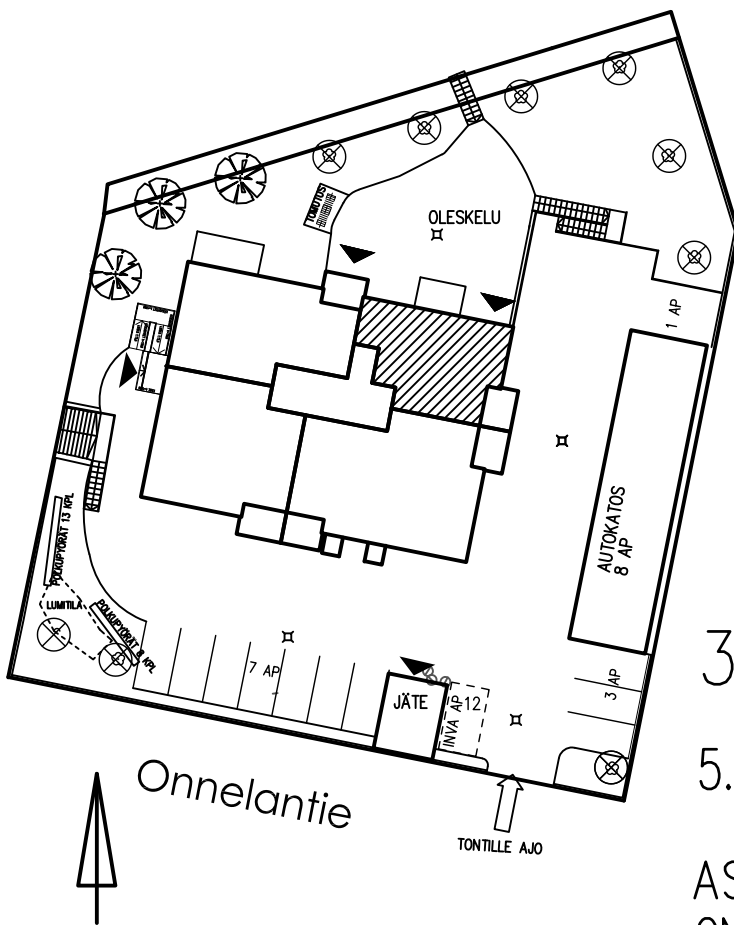 TOMUTUS
OLESKELU
1 AP
AUTOKATOS
8 AP
POLKUPYÖRÄT 13 KPL
LUMITILA
POLKUPYÖRÄT 8 KPL
7 AP
JÄTE
INVA AP 12
3 AP
3
5.
Onnelantie
TONTILLE AJO
AS